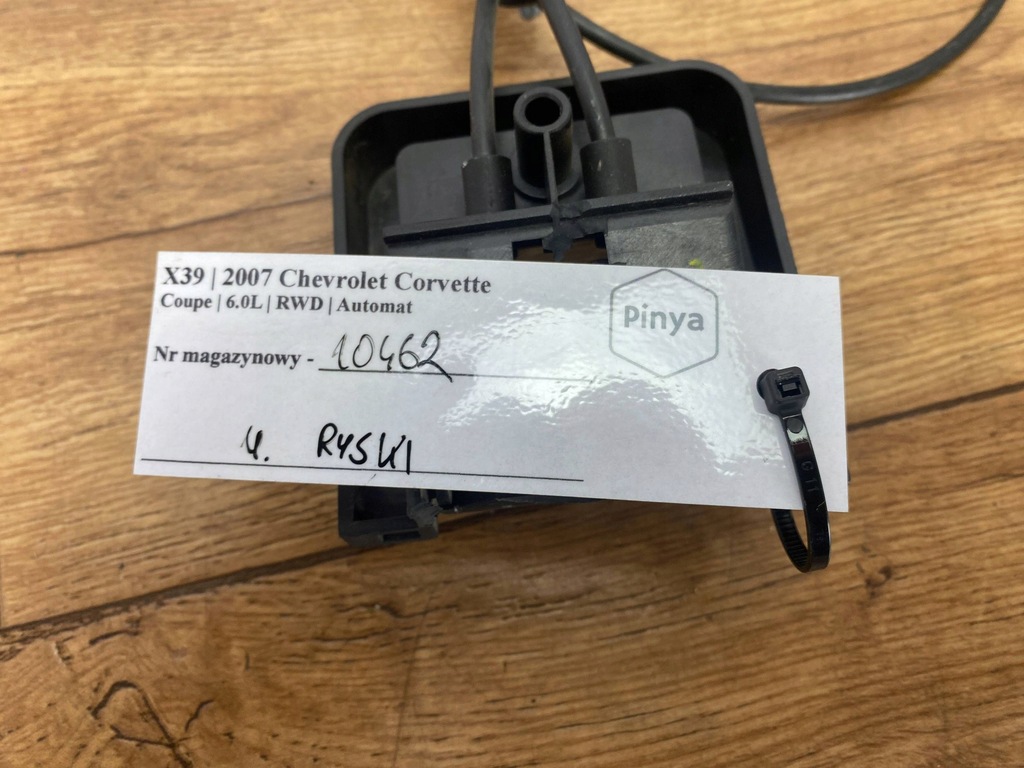 X39 | 2007 Chevrolet Corvette
Coupe | 6.0L | RWD | Automat
Pinya
Nr magazynowy - 10462
4. RYSKI